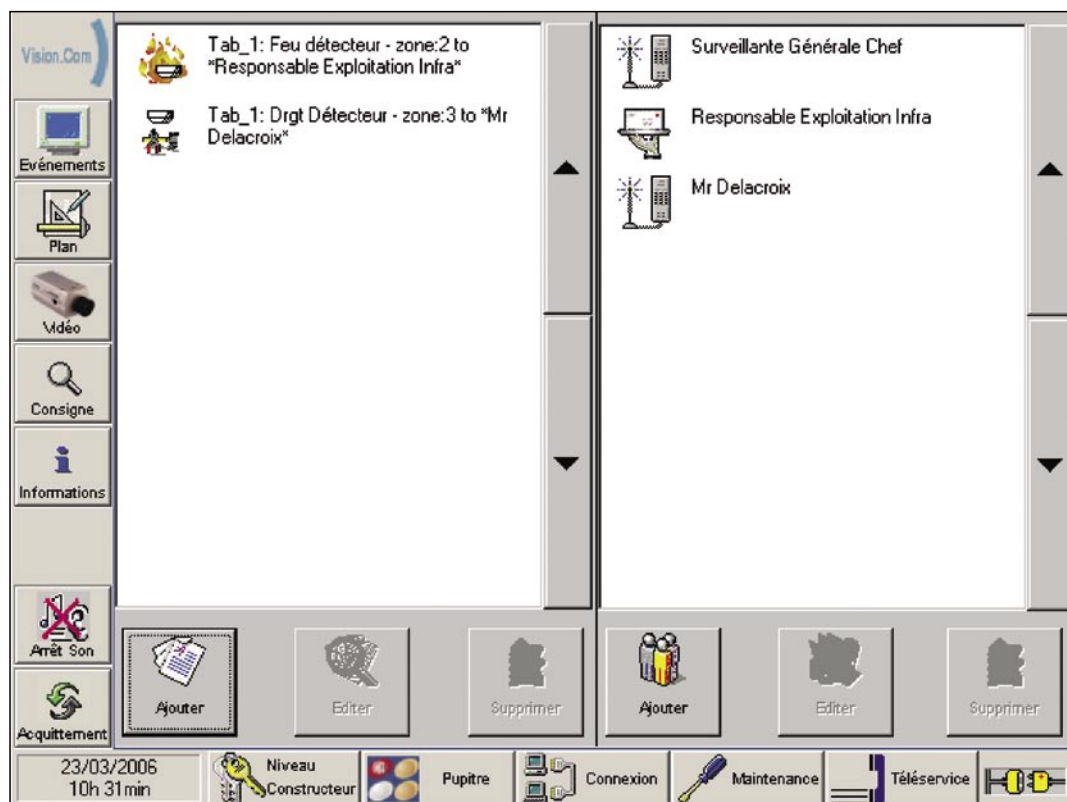 Vision.Com
Evénements
Plan
Vidéo
Consigne
Informations
Arrêt Son
Acquittement
Tab_1: Feu détecteur - zone:2 to
*Responsable Exploitation Infra*
Tab_1: Drgt Détecteur - zone:3 to *Mr
Delacroix*
Surveillante Générale Chef
Responsable Exploitation Infra
Mr Delacroix
Ajouter
Editer
Supprimer
Ajouter
Editer
Supprimer
23/03/2006
10h 31min
Niveau
Constructeur
Pupitre
Connexion
Maintenance
Téléservice